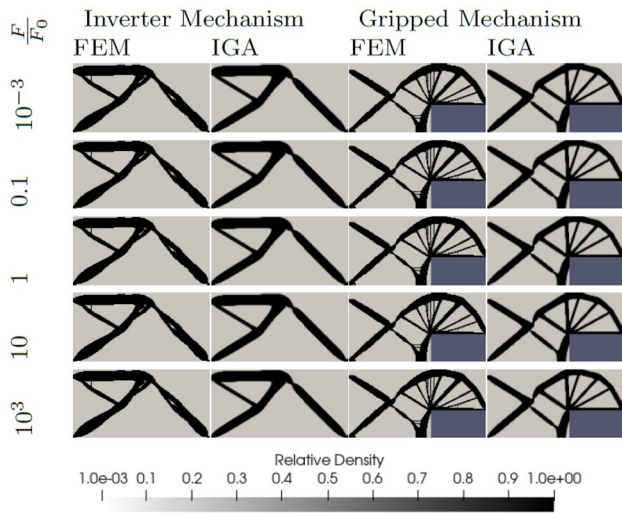 F/F0 Inverter Mechanism Gripped Mechanism
FEM IGA FEM IGA
10−3
0.1
1
10
103
Relative Density
1.0e-03 0.1 0.2 0.3 0.4 0.5 0.6 0.7 0.8 0.9 1.0e+00